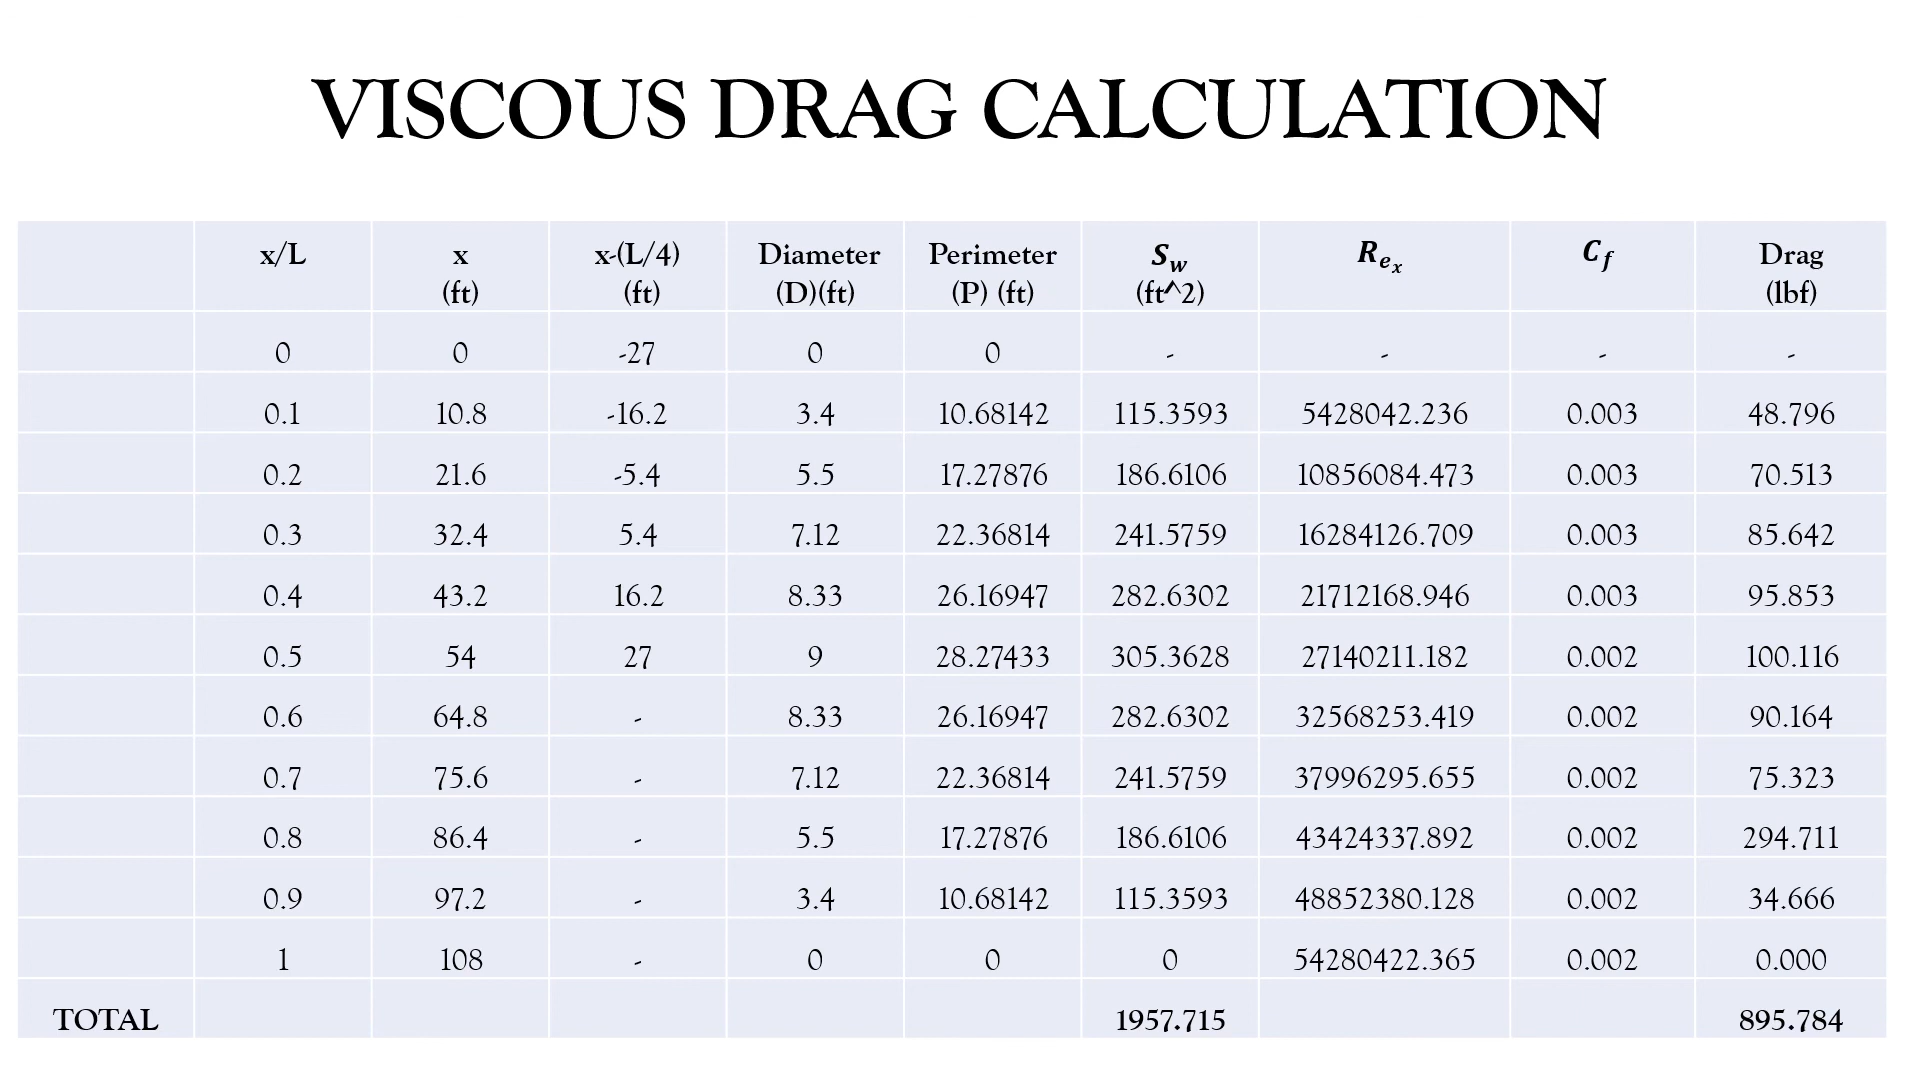 VISCOUS DRAG CALCULATION
x/L x x-(L/4) Diameter Perimeter S_w R_{e_x} C_f Drag
(ft) (ft) (D)(ft) (P) (ft) (ft^2) (lbf)
0 0 -27 0 0 - - - -
0.1 10.8 -16.2 3.4 10.68142 115.3593 5428042.236 0.003 48.796
0.2 21.6 -5.4 5.5 17.27876 186.6106 10856084.473 0.003 70.513
0.3 32.4 5.4 7.12 22.36814 241.5759 16284126.709 0.003 85.642
0.4 43.2 16.2 8.33 26.16947 282.6302 21712168.946 0.003 95.853
0.5 54 27 9 28.27433 305.3628 27140211.182 0.002 100.116
0.6 64.8 - 8.33 26.16947 282.6302 32568253.419 0.002 90.164
0.7 75.6 - 7.12 22.36814 241.5759 37996295.655 0.002 75.323
0.8 86.4 - 5.5 17.27876 186.6106 43424337.892 0.002 294.711
0.9 97.2 - 3.4 10.68142 115.3593 48852380.128 0.002 34.666
1 108 - 0 0 0 54280422.365 0.002 0.000
TOTAL 1957.715 895.784